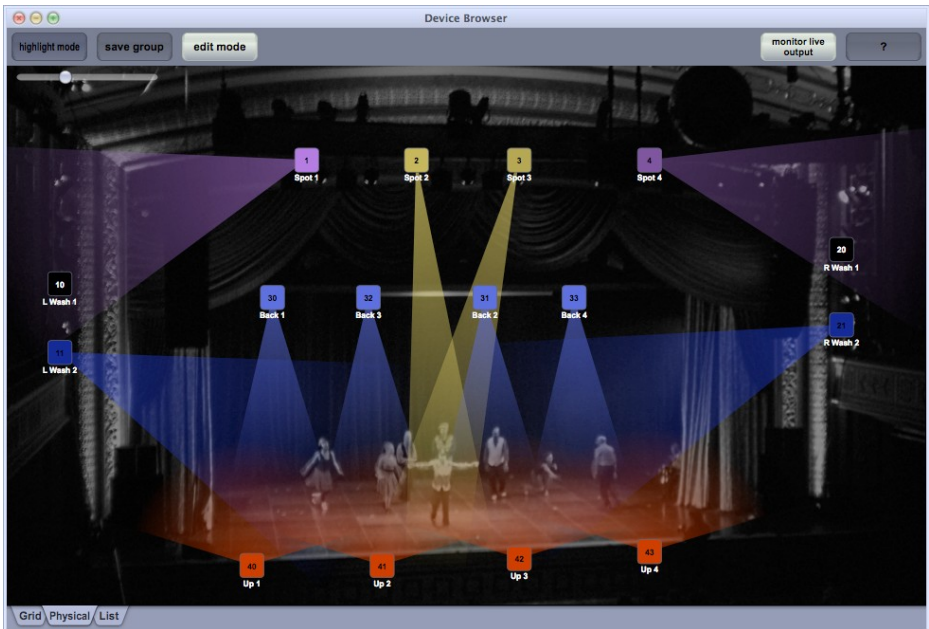 Device Browser
highlight mode
save group
edit mode
monitor live
output
?
1
2
3
4
Spot 1
Spot 2
Spot 3
Spot 4
20
R Wash 1
10
L Wash 1
30
32
31
33
Back 1
Back 3
Back 2
Back 4
21
R Wash 2
11
L Wash 2
40
41
42
43
Up 1
Up 2
Up 3
Up 4
Grid
Physical
List